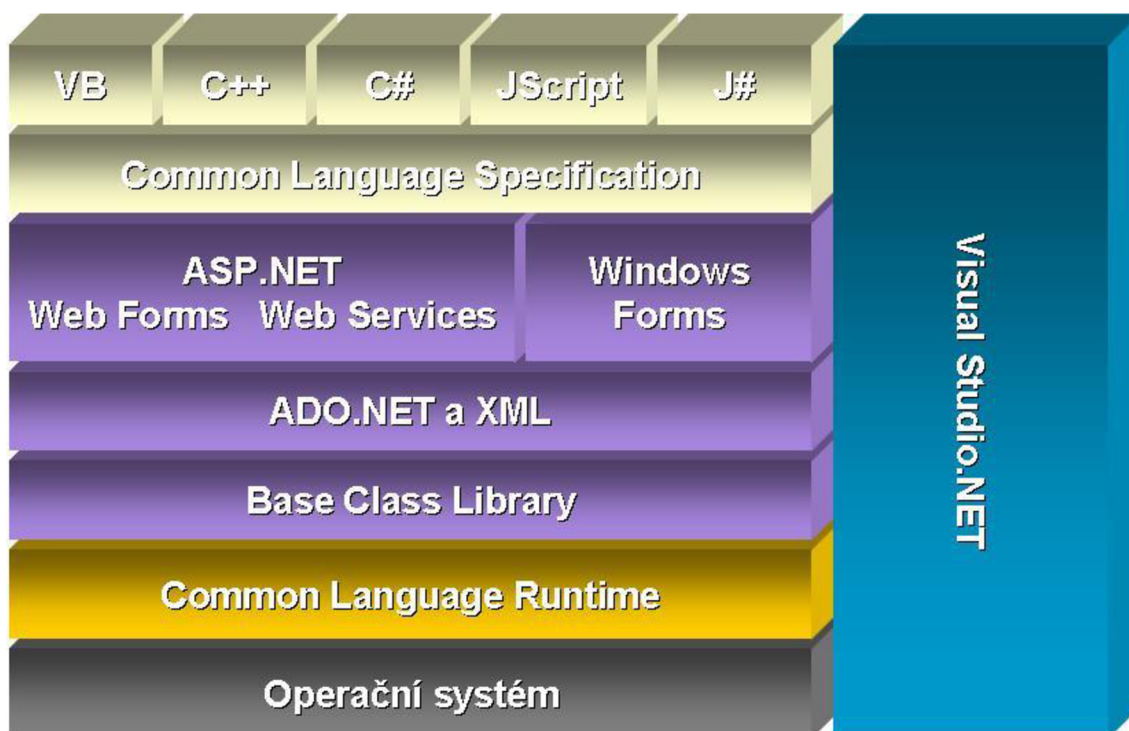 VB C++ C# JScript J#
Common Language Specification
ASP.NET
Web Forms Web Services
Windows
Forms
ADO.NET a XML
Base Class Library
Common Language Runtime
Operační systém
Visual Studio.NET